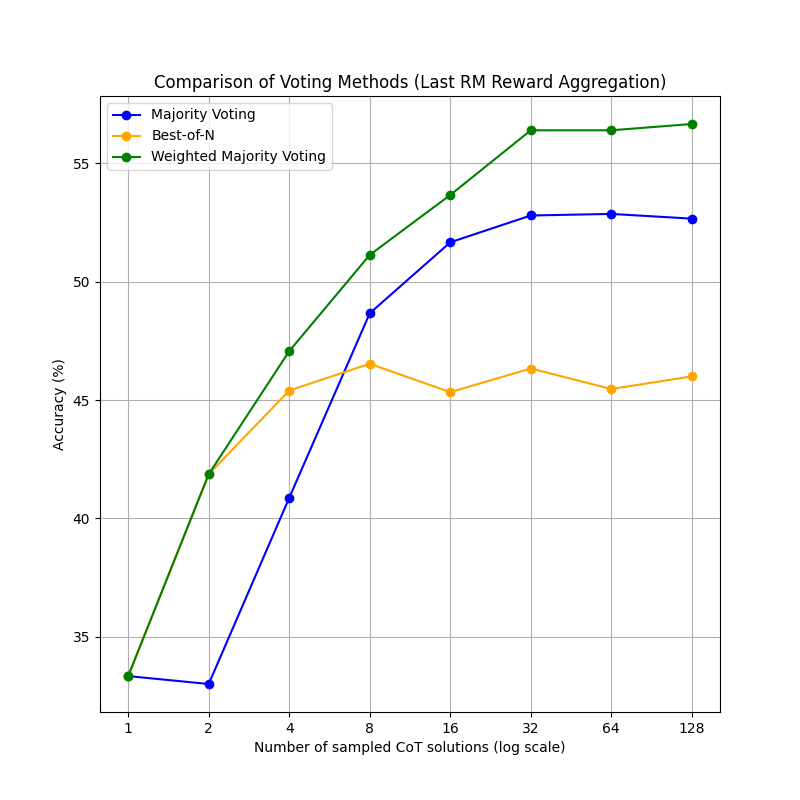 Comparison of Voting Methods (Last RM Reward Aggregation)
Majority Voting
Best-of-N
Weighted Majority Voting
Accuracy (%)
55
50
45
40
35
1 2 4 8 16 32 64 128
Number of sampled CoT solutions (log scale)